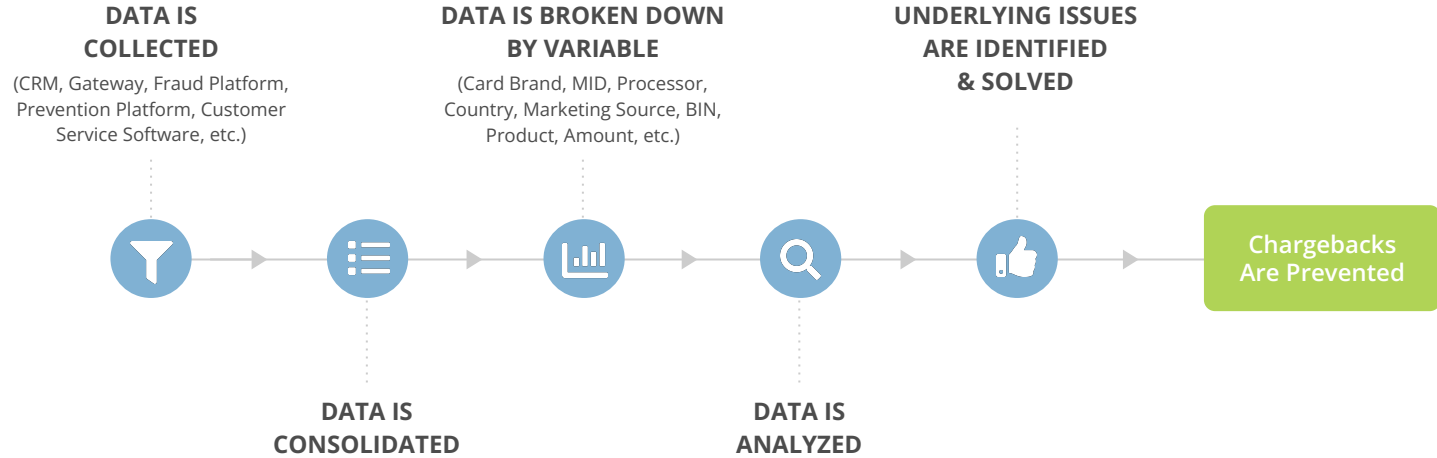 DATA IS
COLLECTED
(CRM, Gateway, Fraud Platform,
Prevention Platform, Customer
Service Software, etc.)
DATA IS
CONSOLIDATED
DATA IS BROKEN DOWN
BY VARIABLE
(Card Brand, MID, Processor,
Country, Marketing Source, BIN,
Product, Amount, etc.)
DATA IS
ANALYZED
UNDERLYING ISSUES
ARE IDENTIFIED
& SOLVED
Chargebacks
Are Prevented